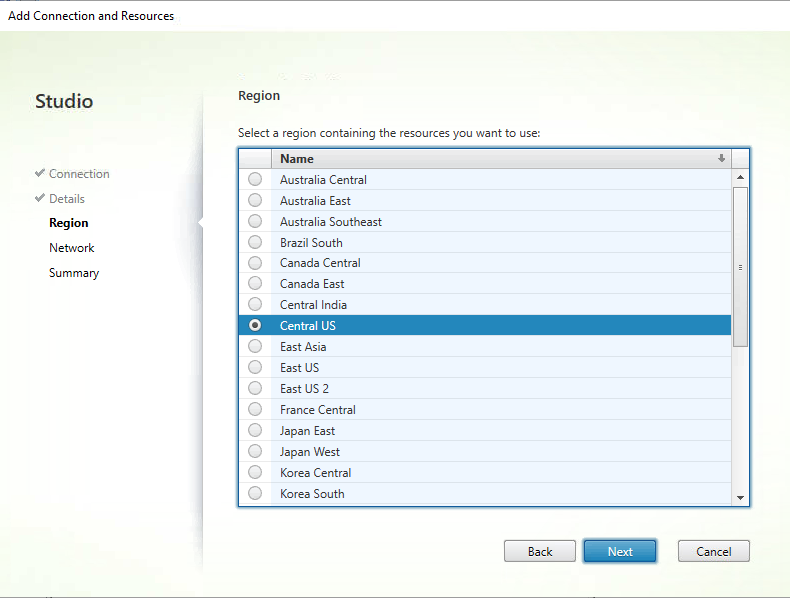 Add Connection and Resources
Studio
Connection
Details
Region
Network
Summary
Region
Select a region containing the resources you want to use:
Name
Australia Central
Australia East
Australia Southeast
Brazil South
Canada Central
Canada East
Central India
Central US
East Asia
East US
East US 2
France Central
Japan East
Japan West
Korea Central
Korea South
Back
Next
Cancel